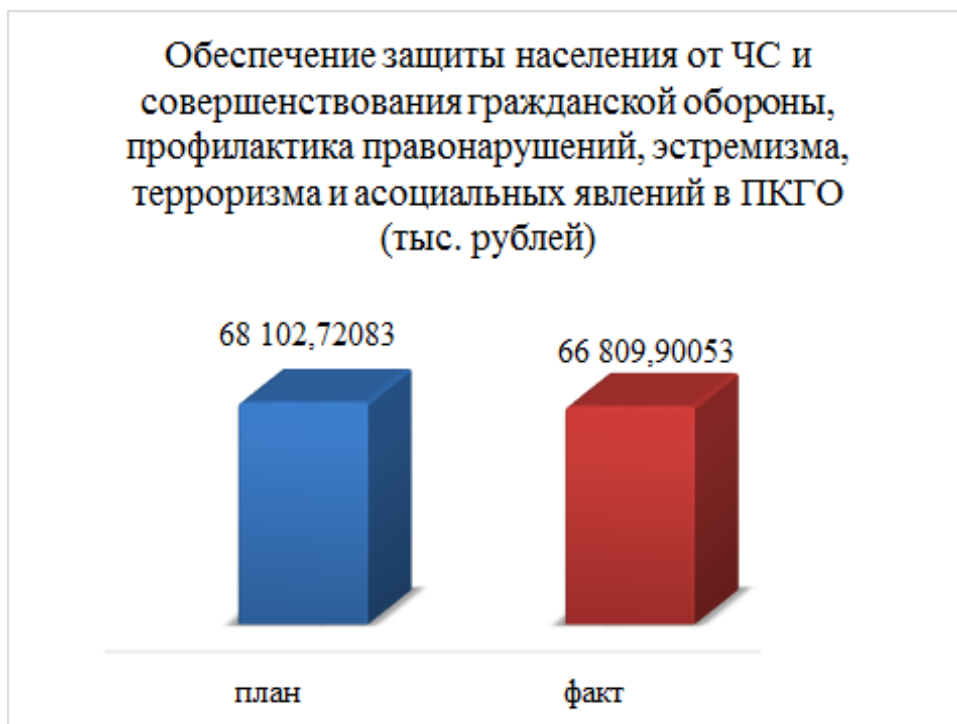 Обеспечение защиты населения от ЧС и
совершенствования гражданской обороны,
профилактика правонарушений, эстремизма,
терроризма и асоциальных явлений в ПКГО
(тыс. рублей)
68 102,72083
66 809,90053
план
факт